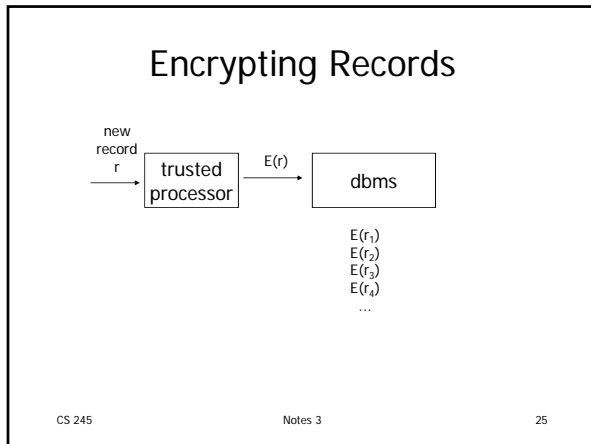 Encrypting Records
new
record
r
trusted
processor
E(r)
dbms
E(r₁)
E(r₂)
E(r₃)
E(r₄)
...
CS 245
Notes 3
25